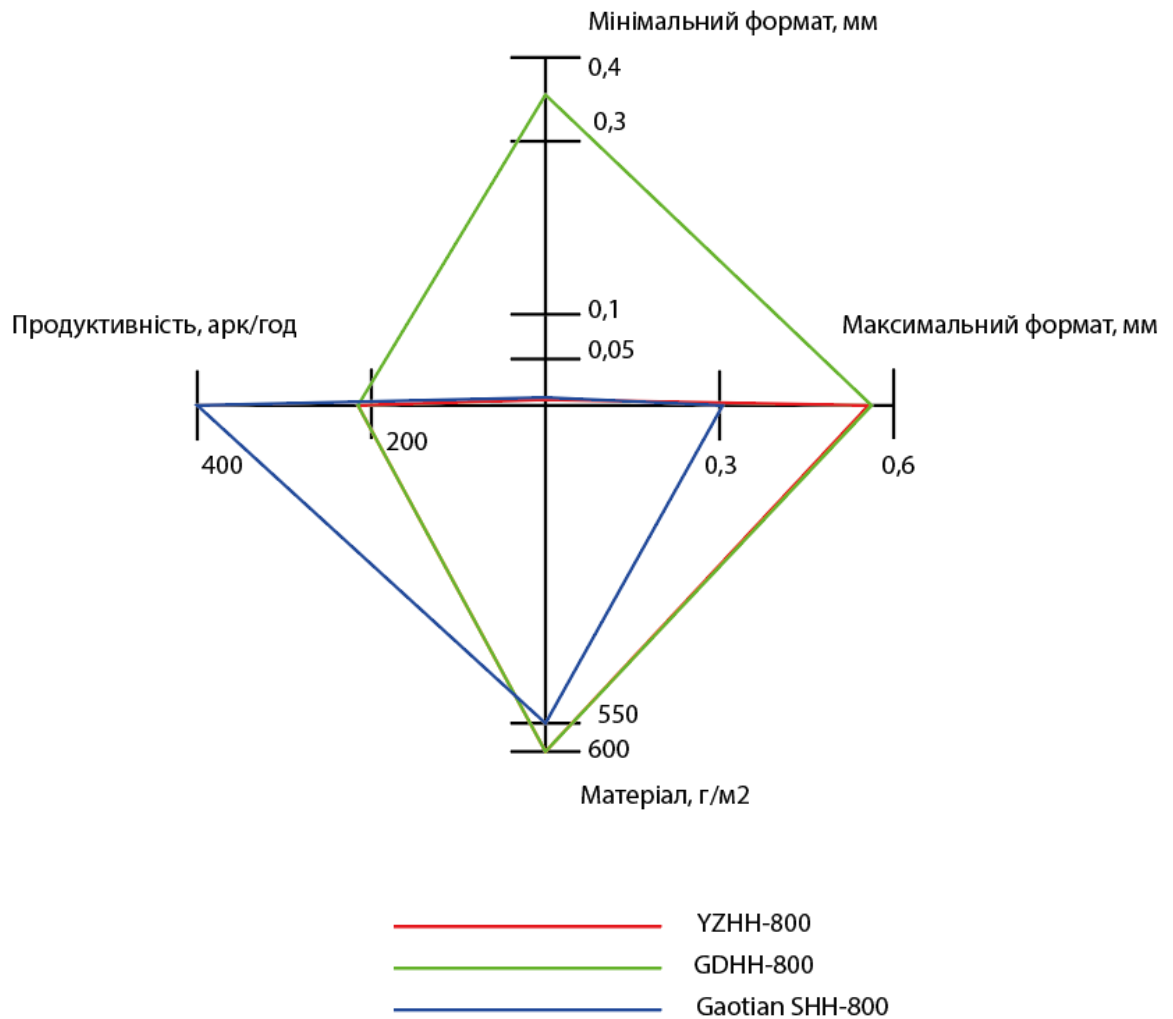 Мінімальний формат, мм
0,4
0,3
0,1
0,05
Продуктивність, арк/год
Максимальний формат, мм
400
200
0,3
0,6
550
600
Матеріал, г/м2
YZHH-800
GDHH-800
Gaotian SHH-800